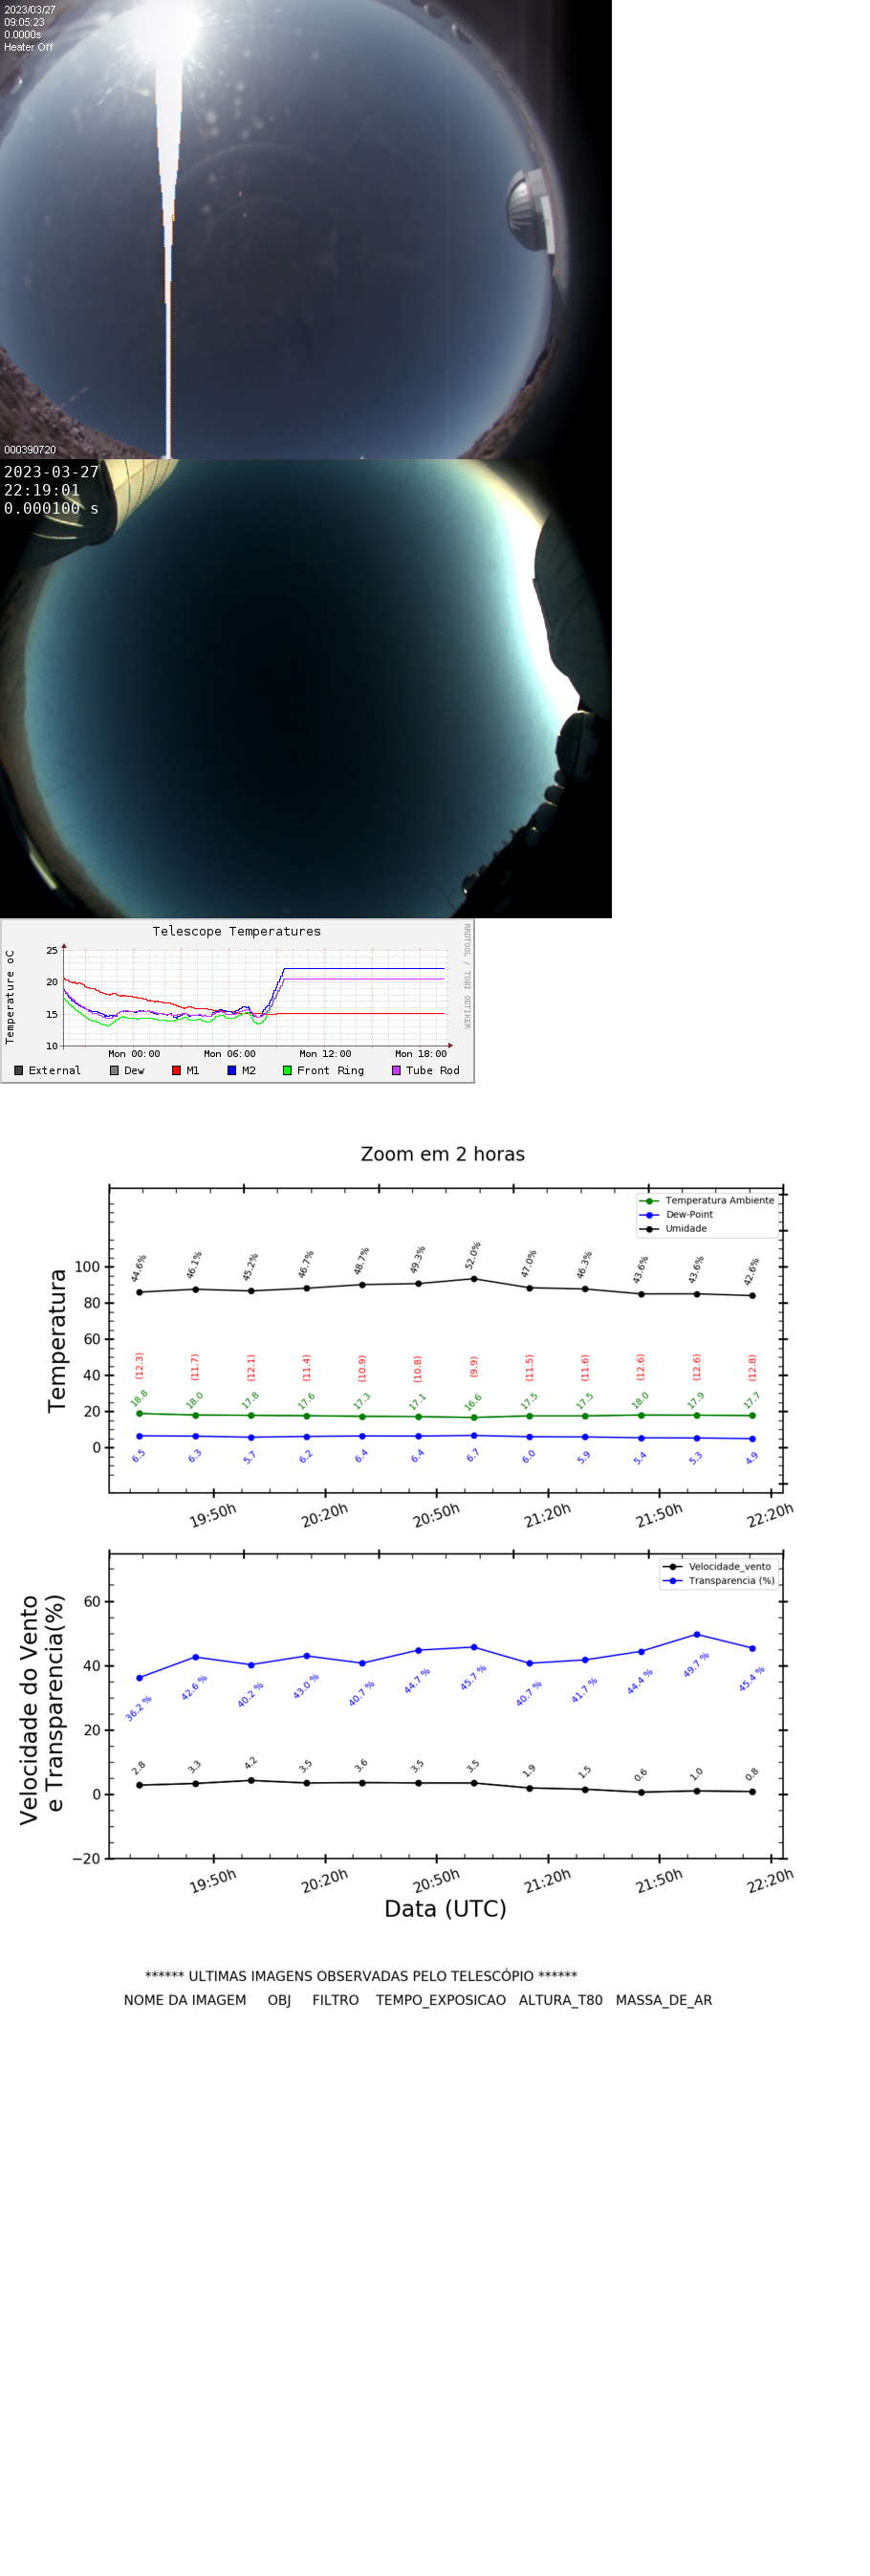 2023/03/27
09:05:23
0.0000s
Heater Off
000390720
2023-03-27
22:19:01
0.000100 s
Telescope Temperatures
RRDTOOL / TOBI OETIKER
Temperature oC
25
20
15
10
Mon 00:00 Mon 06:00 Mon 12:00 Mon 18:00
External Dew M1 M2 Front Ring Tube Rod
Zoom em 2 horas
Temperatura Ambiente
Dew-Point
Umidade
Temperatura
100
80
60
40
20
0
44.6% 46.1% 45.2% 46.7% 48.7% 49.3% 52.0% 47.0% 46.3% 43.6% 43.6% 42.6%
(12.3) (11.7) (12.1) (11.4) (10.9) (10.8) (9.9) (11.5) (11.6) (12.6) (12.6) (12.8)
18.8 18.0 17.8 17.6 17.3 17.1 16.6 17.5 17.5 18.0 17.9 17.7
6.5 6.3 5.7 6.2 6.4 6.4 6.7 6.0 5.9 5.4 5.3 4.9
19:50h 20:20h 20:50h 21:20h 21:50h 22:20h
Velocidade_vento
Transparencia (%)
Velocidade do Vento
e Transparencia(%)
60
40
20
0
−20
36.2 % 42.6 % 40.2 % 43.0 % 40.7 % 44.7 % 45.7 % 40.7 % 41.7 % 44.4 % 49.7 % 45.4 %
2.8 3.3 4.2 3.5 3.6 3.5 3.5 1.9 1.5 0.6 1.0 0.8
19:50h 20:20h 20:50h 21:20h 21:50h 22:20h
Data (UTC)
****** ULTIMAS IMAGENS OBSERVADAS PELO TELESCÓPIO ******
NOME DA IMAGEM OBJ FILTRO TEMPO_EXPOSICAO ALTURA_T80 MASSA_DE_AR